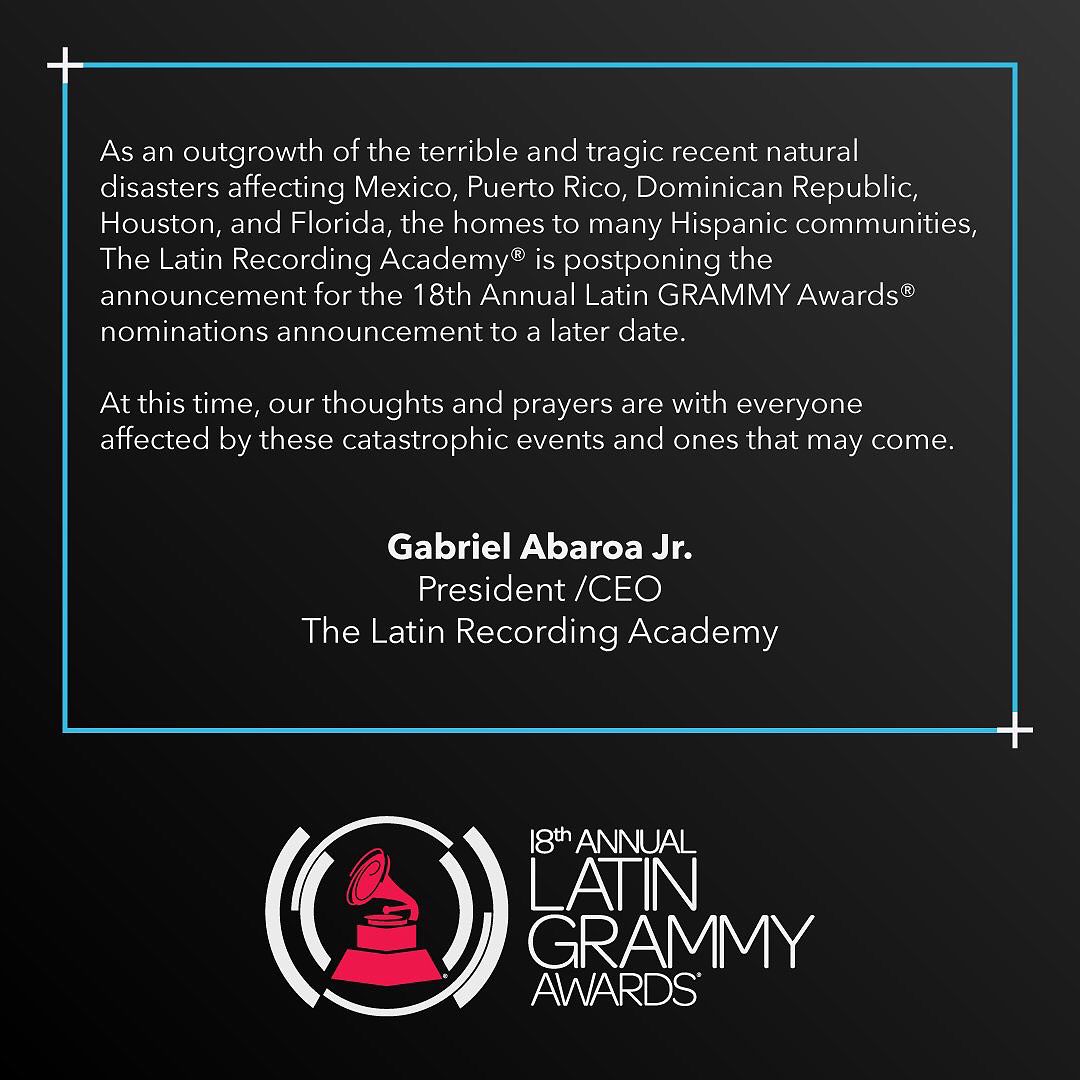 As an outgrowth of the terrible and tragic recent natural
disasters affecting Mexico, Puerto Rico, Dominican Republic,
Houston, and Florida, the homes to many Hispanic communities,
The Latin Recording Academy® is postponing the
announcement for the 18th Annual Latin GRAMMY Awards®
nominations announcement to a later date.
At this time, our thoughts and prayers are with everyone
affected by these catastrophic events and ones that may come.
Gabriel Abaroa Jr.
President /CEO
The Latin Recording Academy
18th ANNUAL
LATIN
GRAMMY
AWARDS®